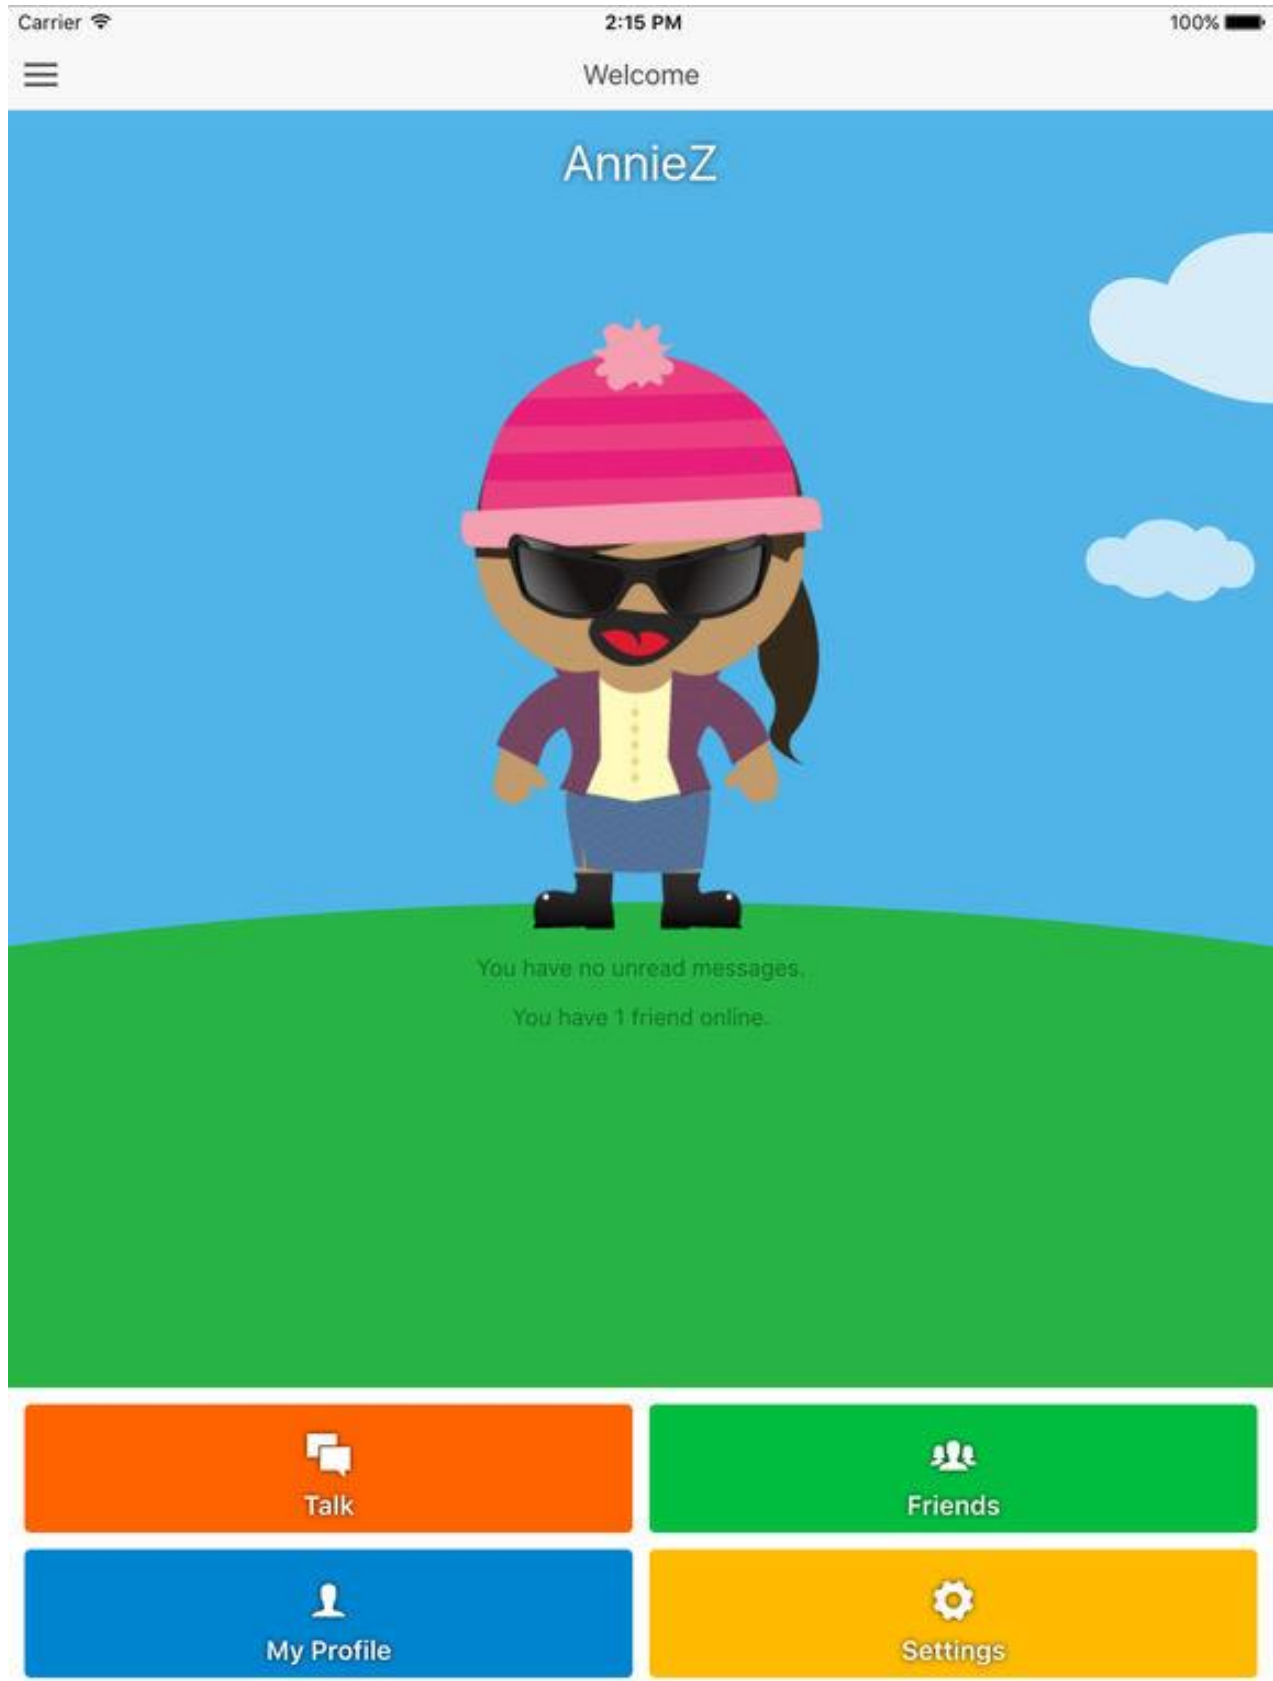 Carrier 2:15 PM 100%
Welcome
AnnieZ
You have no unread messages.
You have 1 friend online.
Talk
Friends
My Profile
Settings